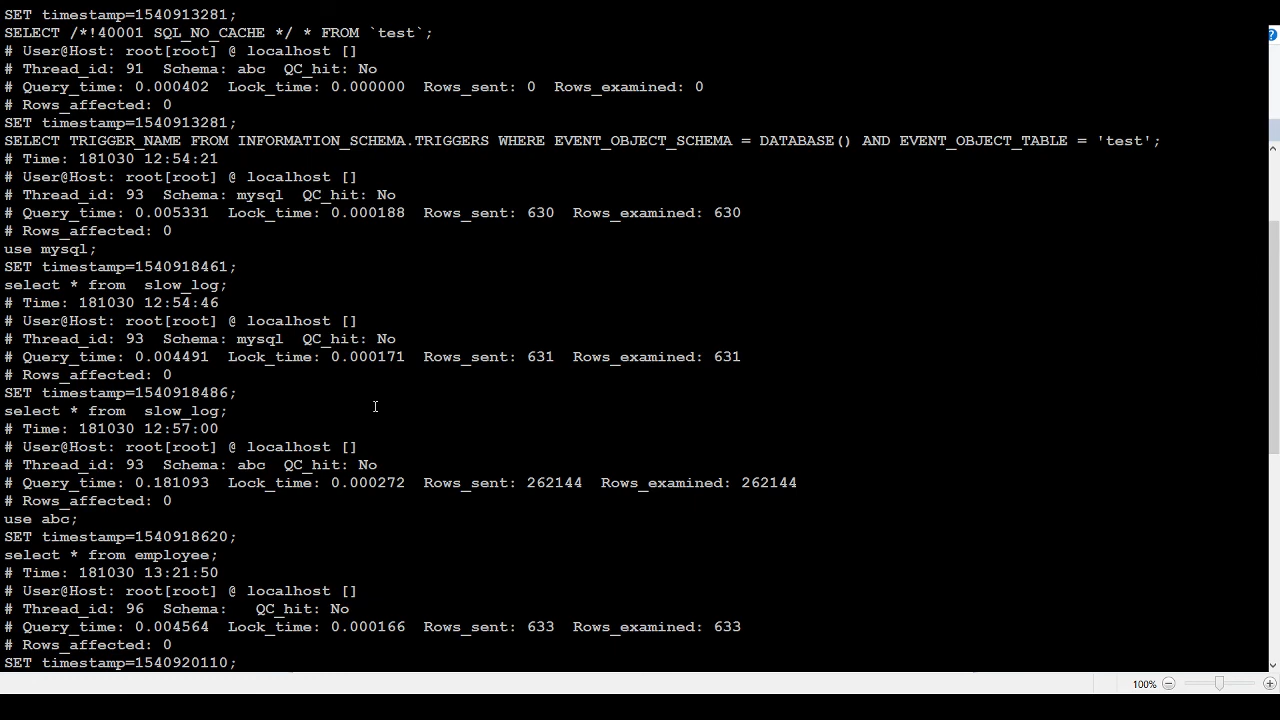 SET timestamp=1540913281;
SELECT /*!40001 SQL_NO_CACHE */ * FROM `test`;
# User@Host: root[root] @ localhost []
# Thread_id: 91  Schema: abc  QC_hit: No
# Query_time: 0.000402  Lock_time: 0.000000  Rows_sent: 0  Rows_examined: 0
# Rows_affected: 0
SET timestamp=1540913281;
SELECT TRIGGER_NAME FROM INFORMATION_SCHEMA.TRIGGERS WHERE EVENT_OBJECT_SCHEMA = DATABASE() AND EVENT_OBJECT_TABLE = 'test';
# Time: 181030 12:54:21
# User@Host: root[root] @ localhost []
# Thread_id: 93  Schema: mysql  QC_hit: No
# Query_time: 0.005331  Lock_time: 0.000188  Rows_sent: 630  Rows_examined: 630
# Rows_affected: 0
use mysql;
SET timestamp=1540918461;
select * from  slow_log;
# Time: 181030 12:54:46
# User@Host: root[root] @ localhost []
# Thread_id: 93  Schema: mysql  QC_hit: No
# Query_time: 0.004491  Lock_time: 0.000171  Rows_sent: 631  Rows_examined: 631
# Rows_affected: 0
SET timestamp=1540918486;
select * from  slow_log;
# Time: 181030 12:57:00
# User@Host: root[root] @ localhost []
# Thread_id: 93  Schema: abc  QC_hit: No
# Query_time: 0.181093  Lock_time: 0.000272  Rows_sent: 262144  Rows_examined: 262144
# Rows_affected: 0
use abc;
SET timestamp=1540918620;
select * from employee;
# Time: 181030 13:21:50
# User@Host: root[root] @ localhost []
# Thread_id: 96  Schema:   QC_hit: No
# Query_time: 0.004564  Lock_time: 0.000166  Rows_sent: 633  Rows_examined: 633
# Rows_affected: 0
SET timestamp=1540920110;
100%